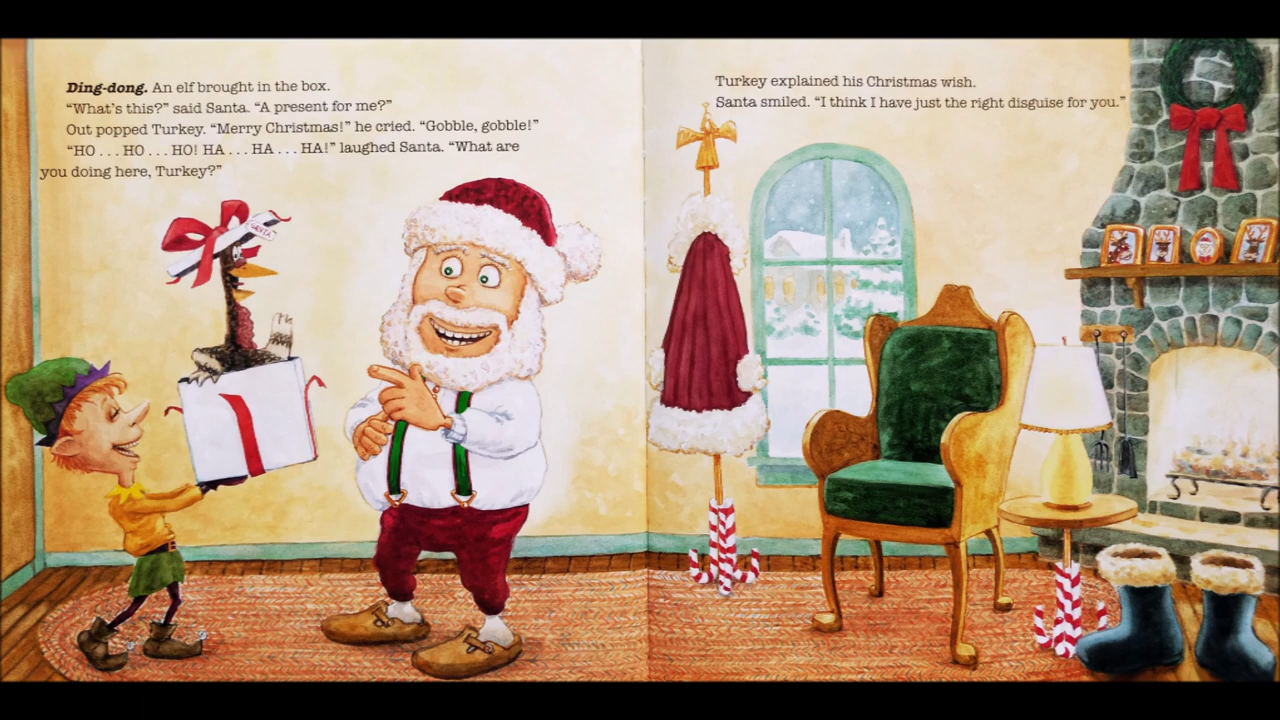 Ding-dong. An elf brought in the box.
“What’s this?” said Santa. “A present for me?”
Out popped Turkey. “Merry Christmas!” he cried. “Gobble, gobble!”
“HO . . . HO . . . HO! HA . . . HA . . . HA!” laughed Santa. “What are
you doing here, Turkey?”
SANTA
Turkey explained his Christmas wish.
Santa smiled. “I think I have just the right disguise for you.”